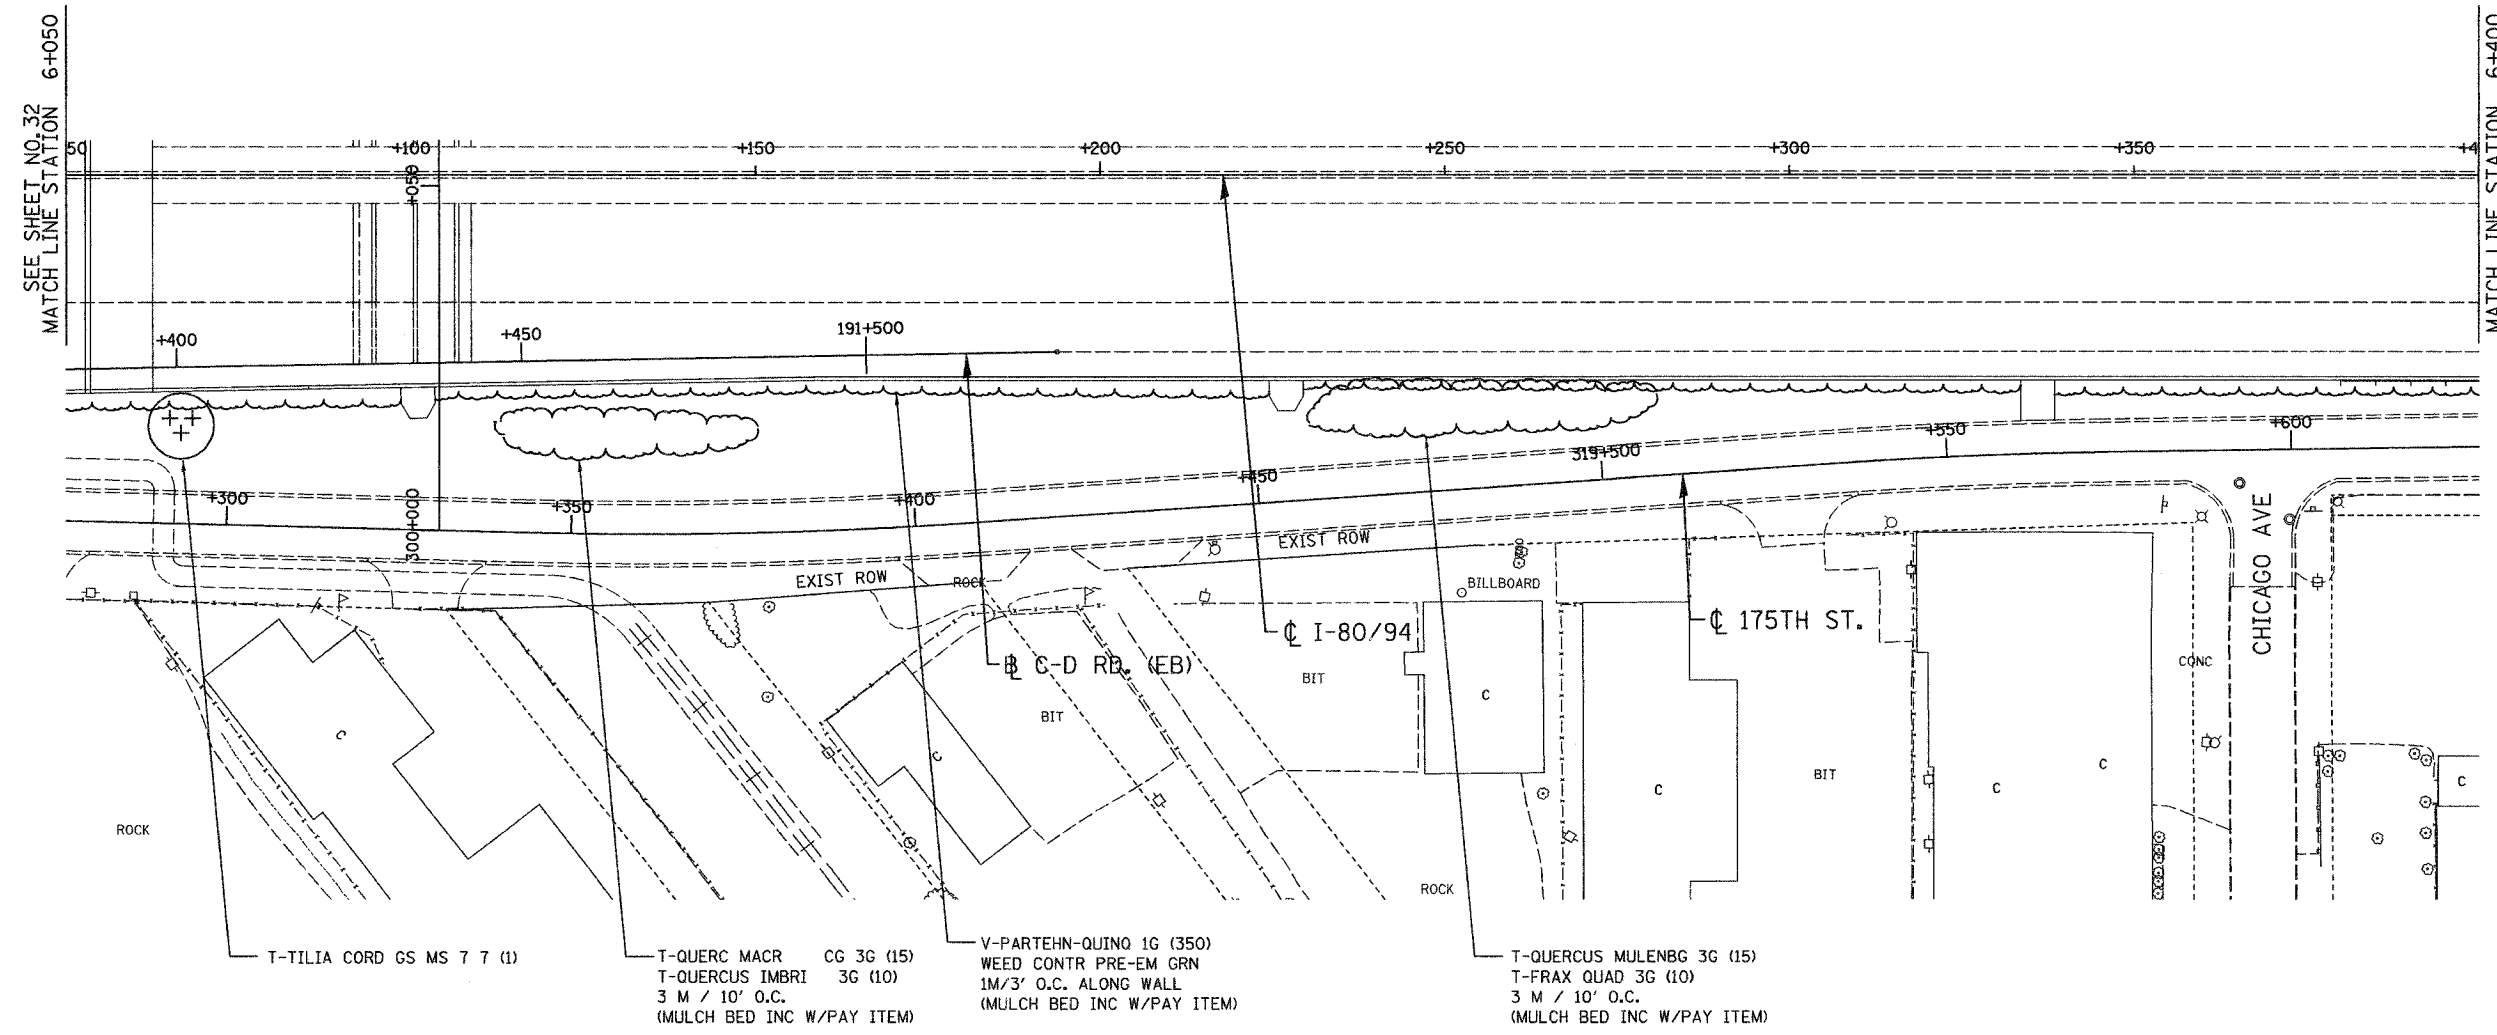 SEE SHEET NO.32
MATCH LINE STATION 6+050
MATCH LINE STATION 6+400
50
+100
+150
+200
+250
+300
+350
+4
+050
+400
+450
191+500
+300
+350
+400
+450
319+500
+550
+600
300+00
EXIST ROW
EXIST ROW
ROCK
BILLBOARD
CHICAGO AVE
℄ I-80/94
℄ 175TH ST.
B C-D RD. (EB)
CONC
BIT
BIT
BIT
C
C
C
C
C
C
C
ROCK
ROCK
T-TILIA CORD GS MS 7 7 (1)
T-QUERC MACR CG 3G (15)
T-QUERCUS IMBRI 3G (10)
3 M / 10' O.C.
(MULCH BED INC W/PAY ITEM)
V-PARTEHN-QUINQ 1G (350)
WEED CONTR PRE-EM GRN
1M/3' O.C. ALONG WALL
(MULCH BED INC W/PAY ITEM)
T-QUERCUS MULENBG 3G (15)
T-FRAX QUAD 3G (10)
3 M / 10' O.C.
(MULCH BED INC W/PAY ITEM)